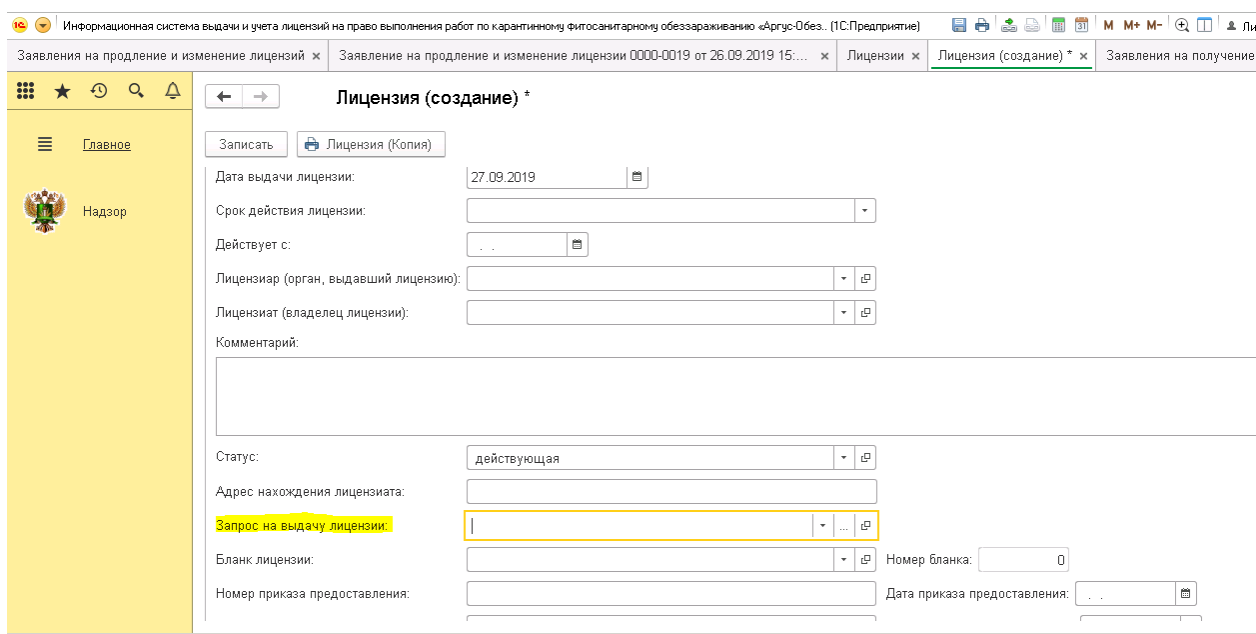 Информационная система выдачи и учета лицензий на право выполнения работ по карантинному фитосанитарному обеззараживанию «Аргус-Обез.. (1С:Предприятие) 31 M M+ M- Ли
Заявления на продление и изменение лицензий × Заявление на продление и изменение лицензии 0000-0019 от 26.09.2019 15:... × Лицензии × Лицензия (создание) * × Заявления на получение
Лицензия (создание) *
Главное
Записать Лицензия (Копия)
Надзор
Дата выдачи лицензии: 27.09.2019
Срок действия лицензии:
Действует с: . .
Лицензиар (орган, выдавший лицензию):
Лицензиат (владелец лицензии):
Комментарий:
Статус: действующая
Адрес нахождения лицензиата:
Запрос на выдачу лицензии: ...
Бланк лицензии: Номер бланка: 0
Номер приказа предоставления: Дата приказа предоставления: . .